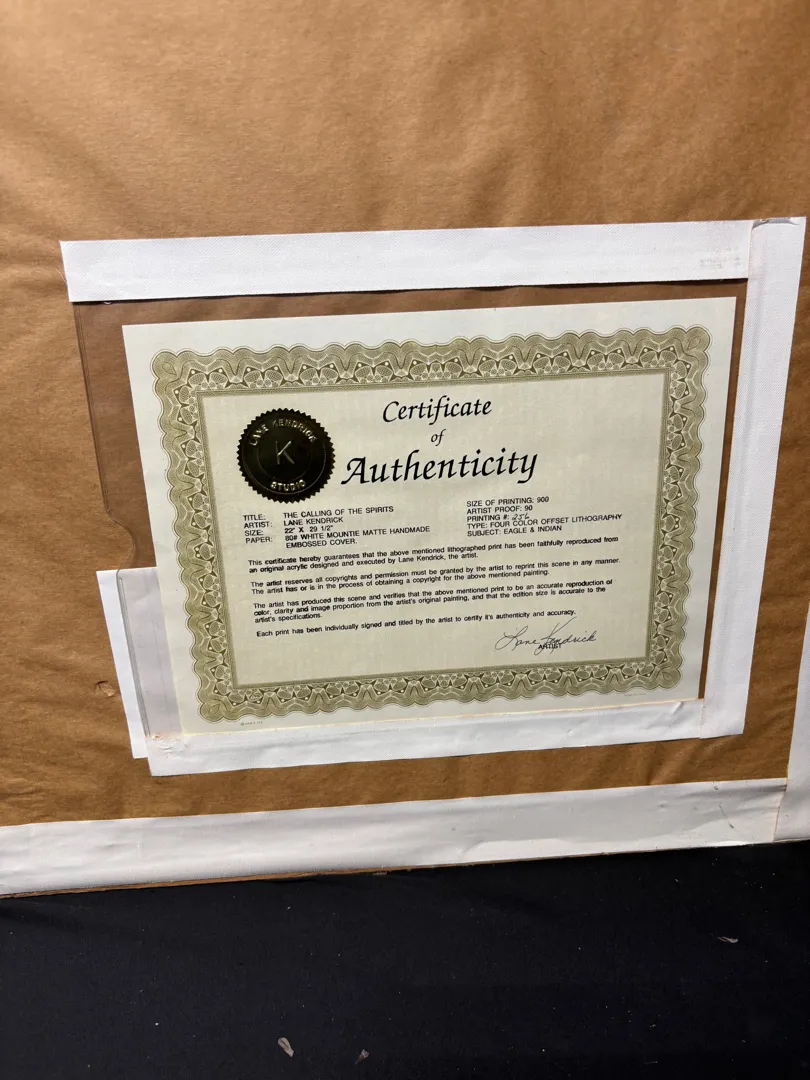 Certificate
of
Authenticity
LANE KENDRICK
K
STUDIO
TITLE: THE CALLING OF THE SPIRITS
ARTIST: LANE KENDRICK
SIZE: 22" X 29 1/2"
PAPER: 80# WHITE MOUNTIE MATTE HANDMADE
EMBOSSED COVER.
SIZE OF PRINTING: 900
ARTIST PROOF: 90
PRINTING #: 256
TYPE: FOUR COLOR OFFSET LITHOGRAPHY
SUBJECT: EAGLE & INDIAN
This certificate hereby guarantees that the above mentioned lithographed print has been faithfully reproduced from
an original acrylic designed and executed by Lane Kendrick, the artist.
The artist reserves all copyrights and permission must be granted by the artist to reprint this scene in any manner.
The artist has or is in the process of obtaining a copyright for the above mentioned painting.
The artist has produced this scene and verifies that the above mentioned print to be an accurate reproduction of
color, clarity and image proportion from the artist's original painting, and that the edition size is accurate to the
artist's specifications.
Each print has been individually signed and titled by the artist to certify it's authenticity and accuracy.
Lane Kendrick
ARTIST